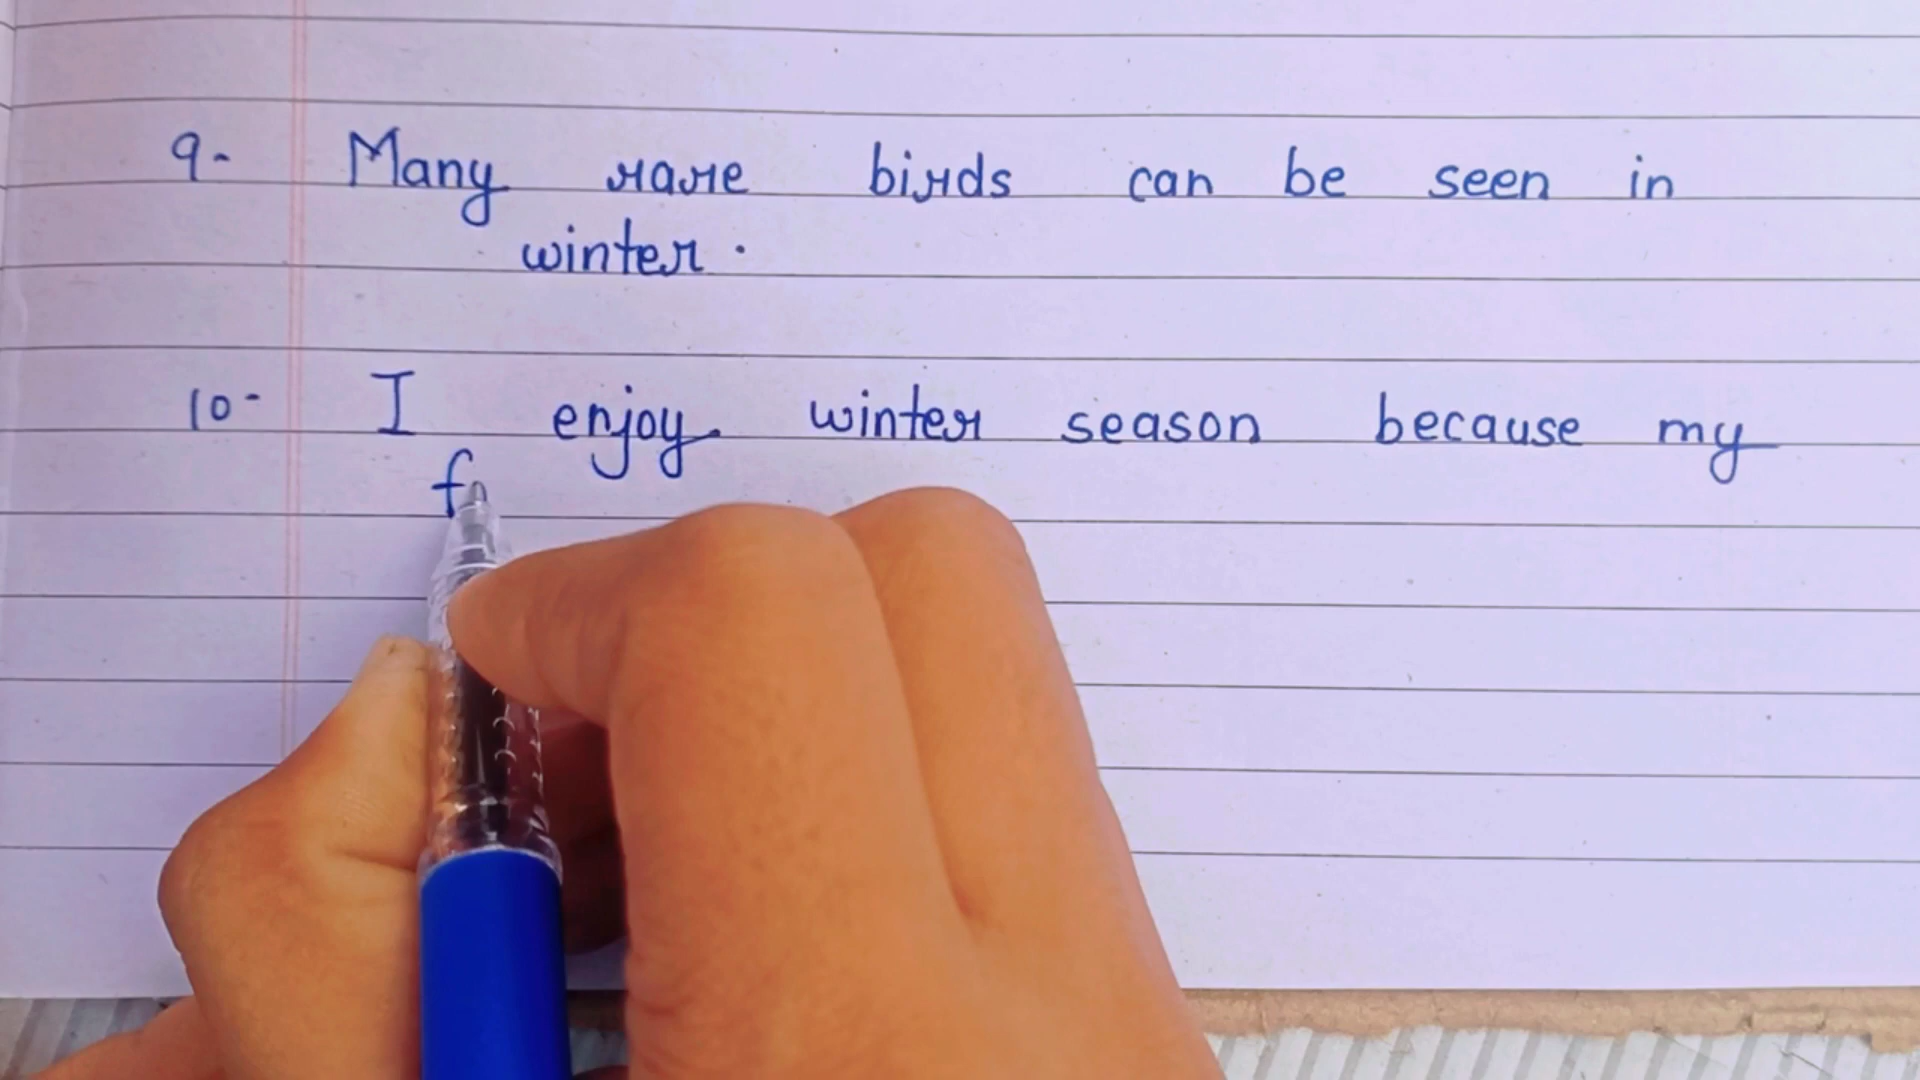 9- Many rare birds can be seen in
winter.
10- I enjoy winter season because my
f